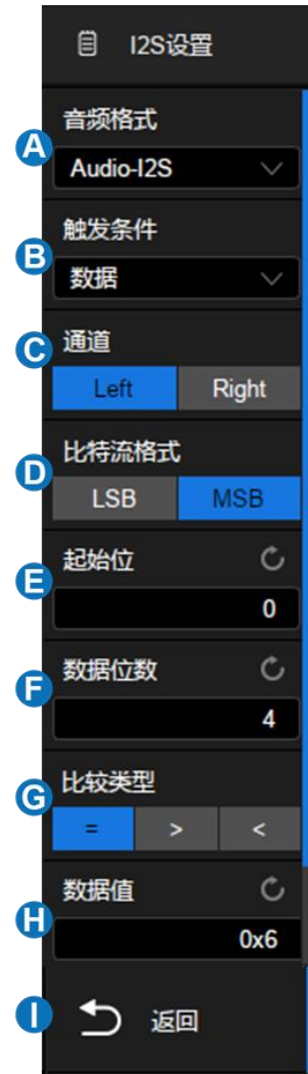 I2S设置
A
音频格式
Audio-I2S
B
触发条件
数据
C
通道
Left Right
D
比特流格式
LSB MSB
E
起始位
0
F
数据位数
4
G
比较类型
= > <
H
数据值
0x6
I
返回